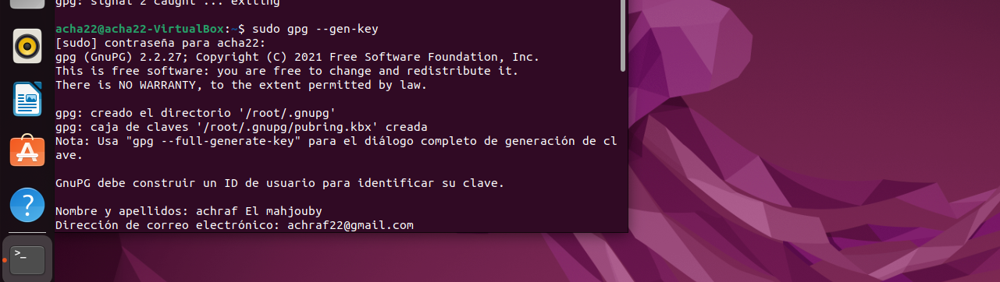 gpg: signal 2 caught ... exiting
acha22@acha22-VirtualBox:~$ sudo gpg --gen-key
[sudo] contraseña para acha22:
gpg (GnuPG) 2.2.27; Copyright (C) 2021 Free Software Foundation, Inc.
This is free software: you are free to change and redistribute it.
There is NO WARRANTY, to the extent permitted by law.
gpg: creado el directorio '/root/.gnupg'
gpg: caja de claves '/root/.gnupg/pubring.kbx' creada
Nota: Usa "gpg --full-generate-key" para el diálogo completo de generación de cl
ave.
GnuPG debe construir un ID de usuario para identificar su clave.
Nombre y apellidos: achraf El mahjouby
Dirección de correo electrónico: achraf22@gmail.com